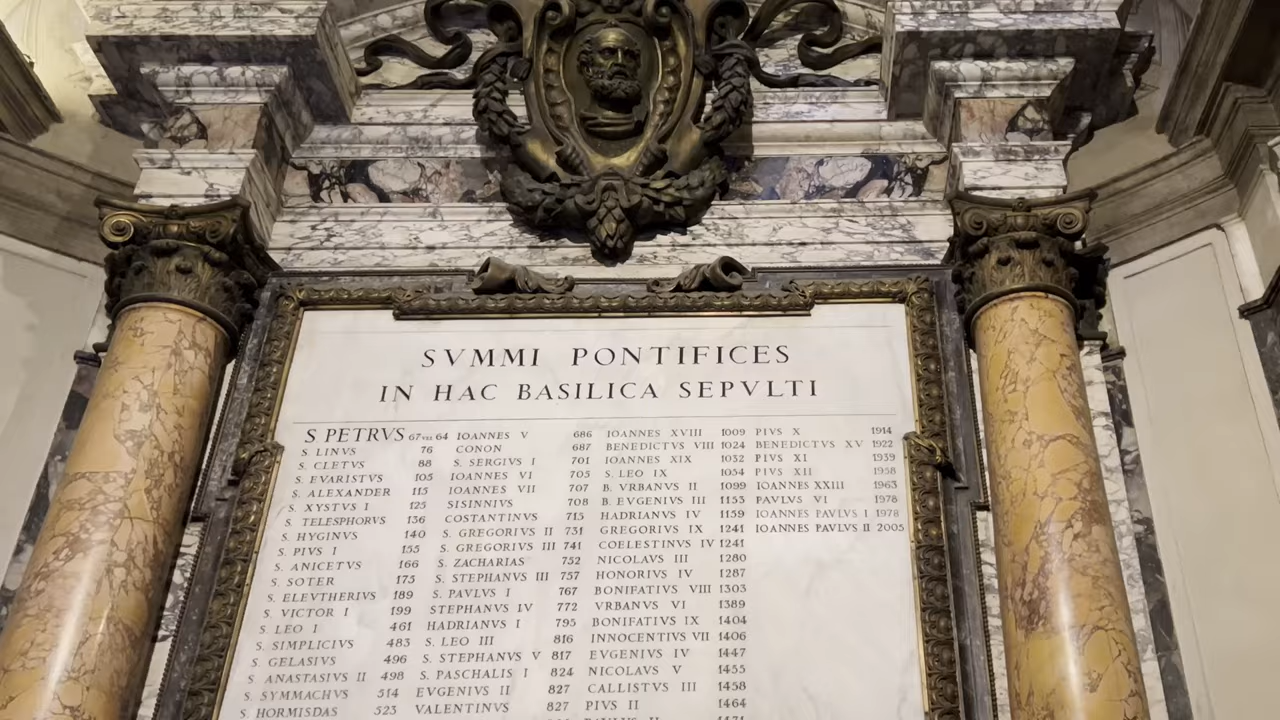 SVMMI PONTIFICES
IN HAC BASILICA SEPVLTI
S PETRVS 67 64
S. LINVS 76
S. CLETVS 88
S. EVARISTVS 105
S. ALEXANDER 115
S. XYSTVS I 125
S. TELESPHORVS 136
S. HYGINVS 140
S. PIVS I 155
S. ANICETVS 166
S. SOTER 175
S. ELEVTHERIVS 189
S. VICTOR I 199
S. LEO I 461
S. SIMPLICIVS 483
S. GELASIVS 496
S. ANASTASIVS II 498
S. SYMMACHVS 514
S. HORMISDAS 523
IOANNES V 686
CONON 687
S. SERGIVS I 701
IOANNES VI 705
IOANNES VII 707
SISINNIVS 708
COSTANTINVS 715
S. GREGORIVS II 731
S. GREGORIVS III 741
S. ZACHARIAS 752
S. STEPHANVS III 757
S. PAVLVS I 767
STEPHANVS IV 772
HADRIANVS I 795
S. LEO III 816
S. STEPHANVS V 817
S. PASCHALIS I 824
EVGENIVS II 827
VALENTINVS 827
IOANNES XVIII 1009
BENEDICTVS VIII 1024
IOANNES XIX 1032
S. LEO IX 1054
B. VRBANVS II 1099
B. EVGENIVS III 1153
HADRIANVS IV 1159
GREGORIVS IX 1241
COELESTINVS IV 1241
NICOLAVS III 1280
HONORIVS IV 1287
BONIFATIVS VIII 1303
VRBANVS VI 1389
BONIFATIVS IX 1404
INNOCENTIVS VII 1406
EVGENIVS IV 1447
NICOLAVS V 1455
CALLISTVS III 1458
PIVS II 1464
PIVS X 1914
BENEDICTVS XV 1922
PIVS XI 1939
PIVS XII 1958
IOANNES XXIII 1963
PAVLVS VI 1978
IOANNES PAVLVS I 1978
IOANNES PAVLVS II 2005